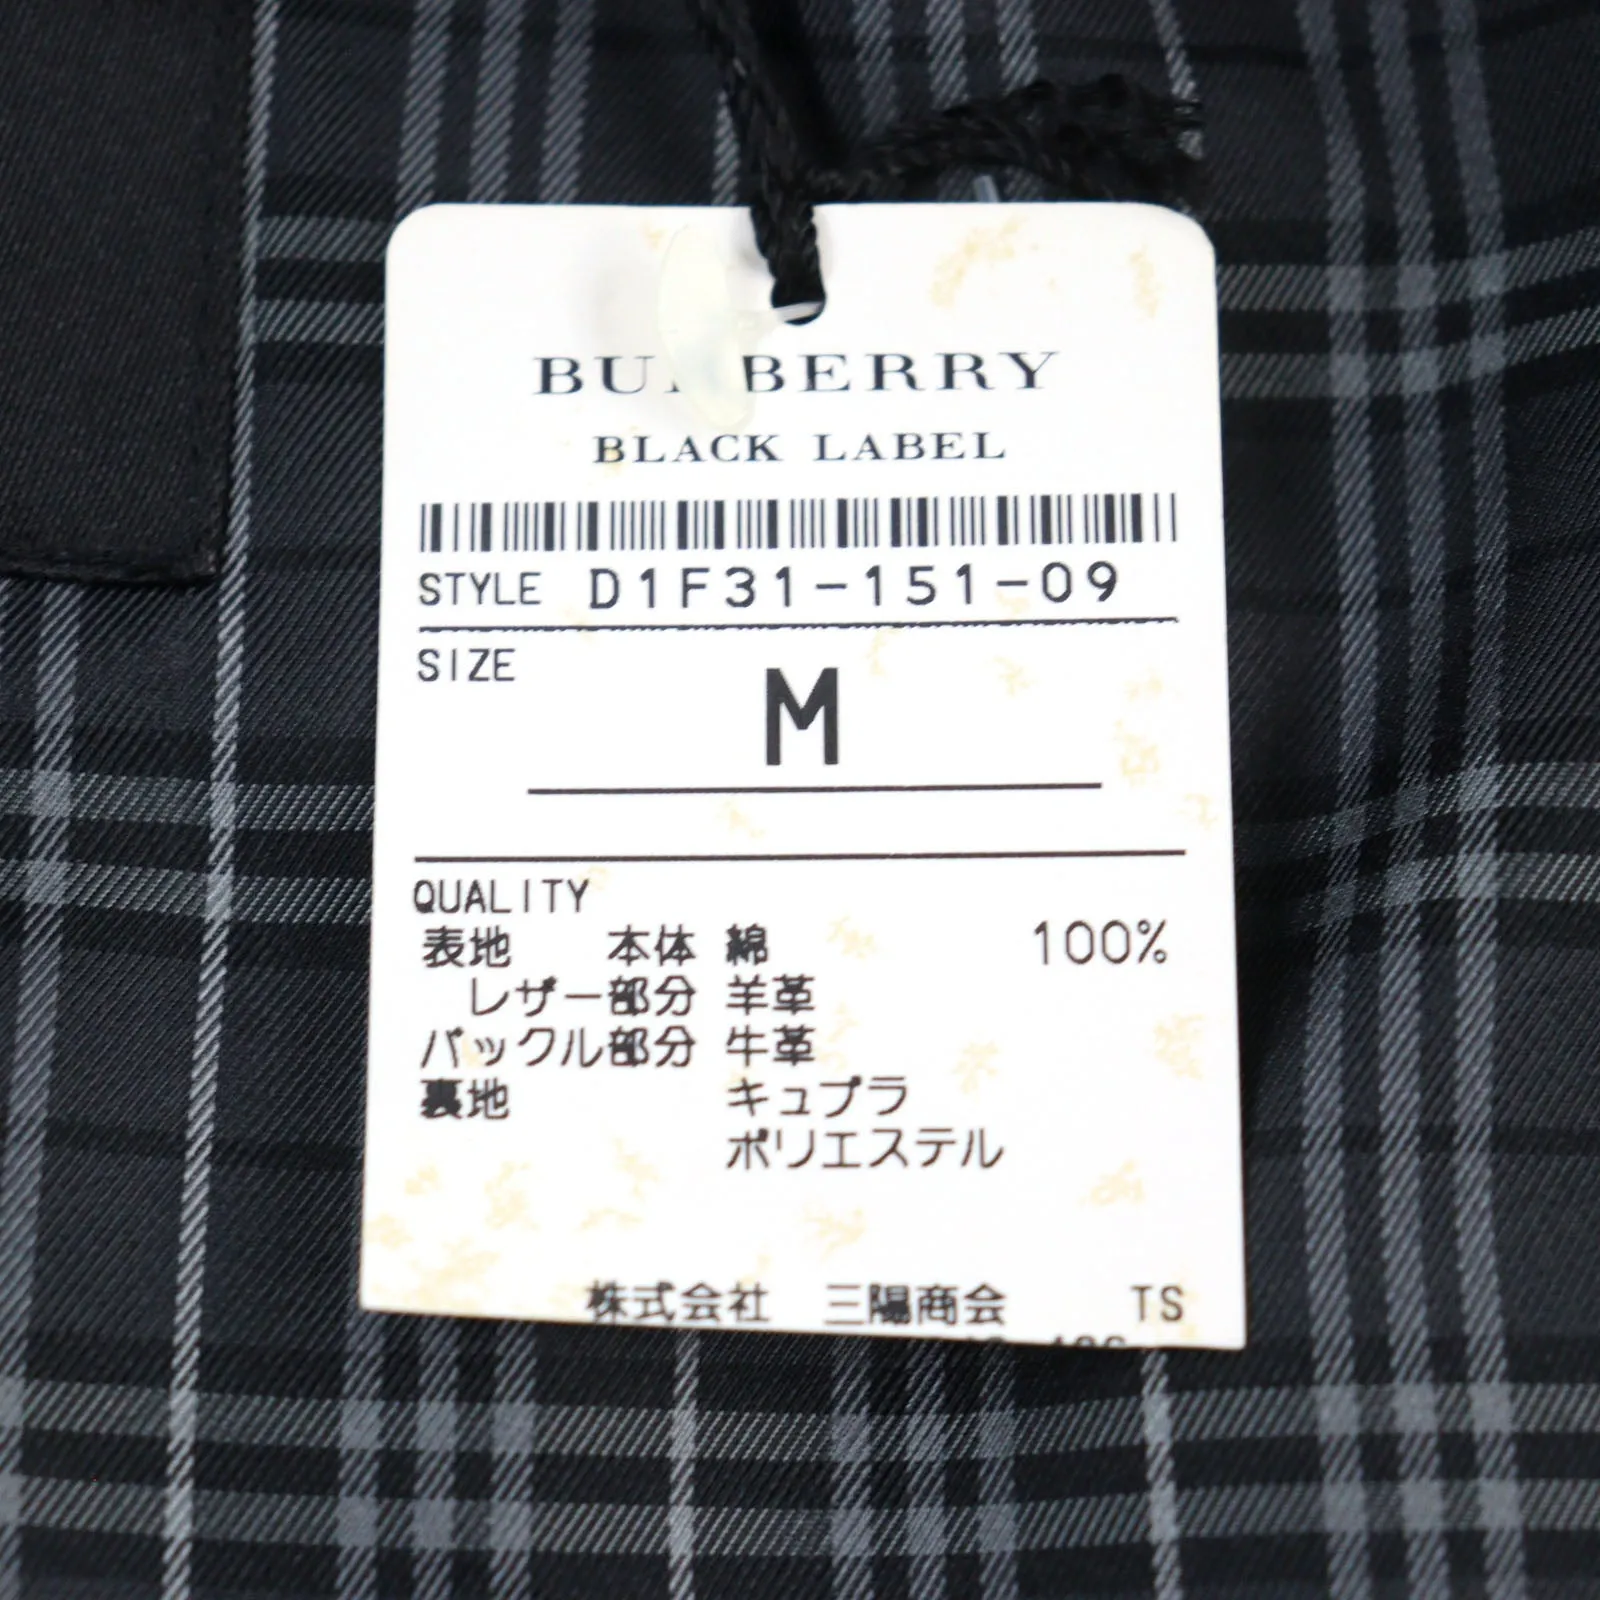 BURBERRY
BLACK LABEL
STYLE D1F31-151-09
SIZE
M
QUALITY
表地 本体 綿 100%
レザー部分 羊革
バックル部分 牛革
裏地 キュプラ
ポリエステル
株式会社 三陽商会 TS